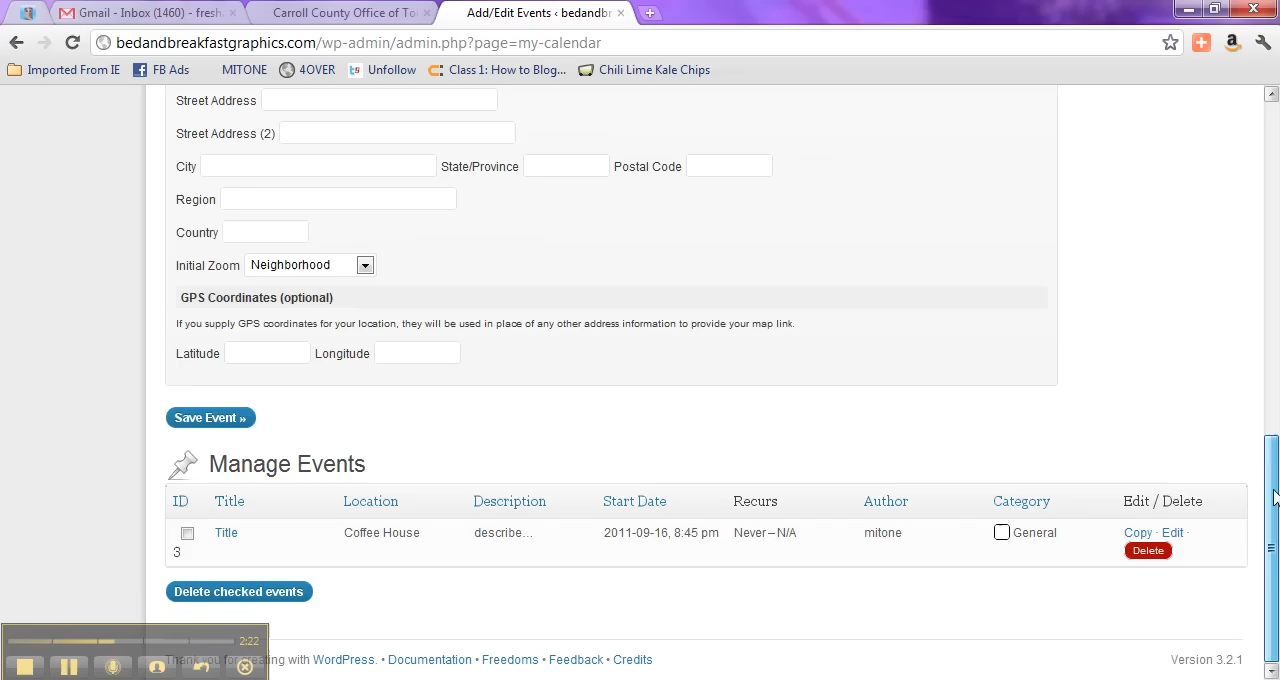 Gmail - Inbox (1460) - fresh
Carroll County Office of To
Add/Edit Events ‹ bedandbr
bedandbreakfastgraphics.com/wp-admin/admin.php?page=my-calendar
Imported From IE
FB Ads
MITONE
4OVER
Unfollow
Class 1: How to Blog...
Chili Lime Kale Chips
Street Address
Street Address (2)
City State/Province Postal Code
Region
Country
Initial Zoom Neighborhood
GPS Coordinates (optional)
If you supply GPS coordinates for your location, they will be used in place of any other address information to provide your map link.
Latitude Longitude
Save Event »
Manage Events
ID Title Location Description Start Date Recurs Author Category Edit / Delete
3 Title Coffee House describe... 2011-09-16, 8:45 pm Never – N/A mitone General Copy · Edit ·
Delete
Delete checked events
2:22
Thank you for creating with WordPress. • Documentation • Freedoms • Feedback • Credits
Version 3.2.1